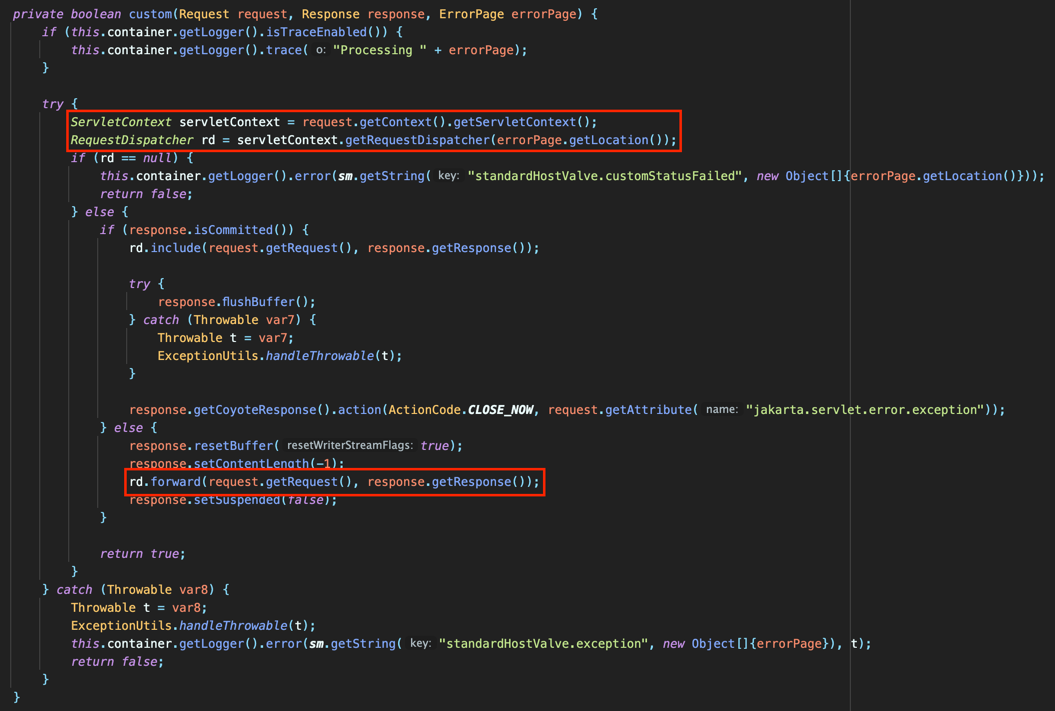 private boolean custom(Request request, Response response, ErrorPage errorPage) {
    if (this.container.getLogger().isTraceEnabled()) {
        this.container.getLogger().trace( o: "Processing " + errorPage);
    }

    try {
        ServletContext servletContext = request.getContext().getServletContext();
        RequestDispatcher rd = servletContext.getRequestDispatcher(errorPage.getLocation());
        if (rd == null) {
            this.container.getLogger().error(sm.getString( key: "standardHostValve.customStatusFailed", new Object[]{errorPage.getLocation()}));
            return false;
        } else {
            if (response.isCommitted()) {
                rd.include(request.getRequest(), response.getResponse());

                try {
                    response.flushBuffer();
                } catch (Throwable var7) {
                    Throwable t = var7;
                    ExceptionUtils.handleThrowable(t);
                }

                response.getCoyoteResponse().action(ActionCode.CLOSE_NOW, request.getAttribute( name: "jakarta.servlet.error.exception"));
            } else {
                response.resetBuffer( resetWriterStreamFlags: true);
                response.setContentLength(-1);
                rd.forward(request.getRequest(), response.getResponse());
                response.setSuspended(false);
            }

            return true;
        }
    } catch (Throwable var8) {
        Throwable t = var8;
        ExceptionUtils.handleThrowable(t);
        this.container.getLogger().error(sm.getString( key: "standardHostValve.exception", new Object[]{errorPage}), t);
        return false;
    }
}